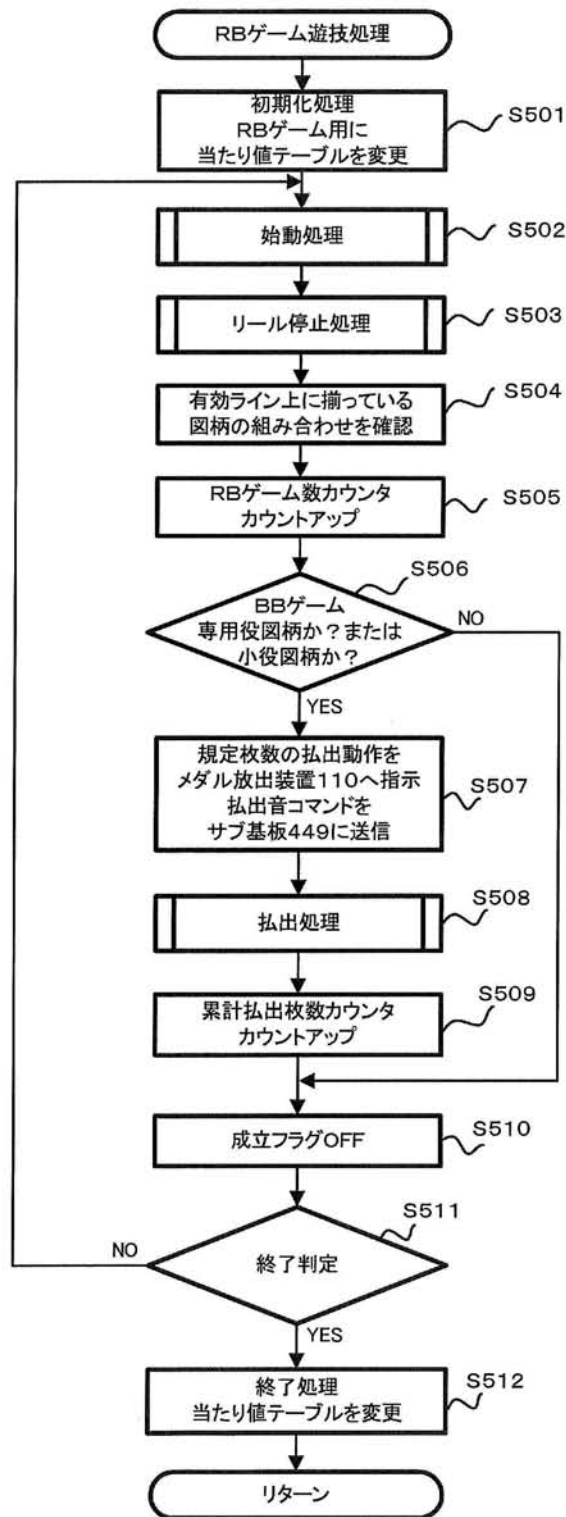 RBゲーム遊技処理
初期化処理
RBゲーム用に
当たり値テーブルを変更
S501
始動処理
S502
リール停止処理
S503
有効ライン上に揃っている
図柄の組み合わせを確認
S504
RBゲーム数カウンタ
カウントアップ
S505
S506
BBゲーム
専用役図柄か?または
小役図柄か?
NO
YES
規定枚数の払出動作を
メダル放出装置110へ指示
払出音コマンドを
サブ基板449に送信
S507
払出処理
S508
累計払出枚数カウンタ
カウントアップ
S509
成立フラグOFF
S510
S511
終了判定
NO
YES
終了処理
当たり値テーブルを変更
S512
リターン